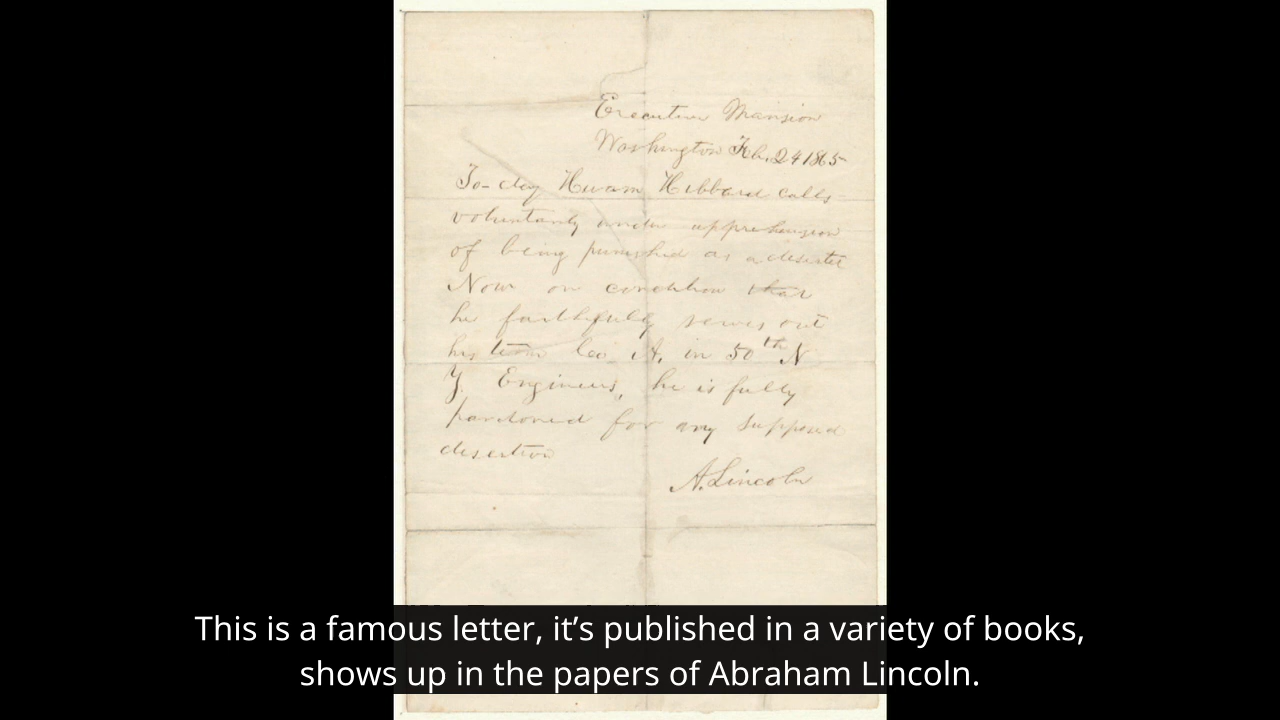 Executive Mansion
Washington Feb. 24 1865
To-day Hiram Hibbard calls
voluntarily under apprehension
of being punished as a deserter
Now on condition that
he faithfully serves out
his term Co. A. in 50th N
Y. Engineers, he is fully
pardoned for any supposed
desertion
A. Lincoln
This is a famous letter, it’s published in a variety of books,
shows up in the papers of Abraham Lincoln.